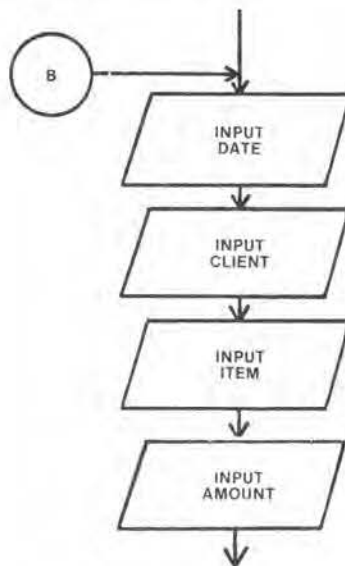 B
INPUT
DATE
INPUT
CLIENT
INPUT
ITEM
INPUT
AMOUNT